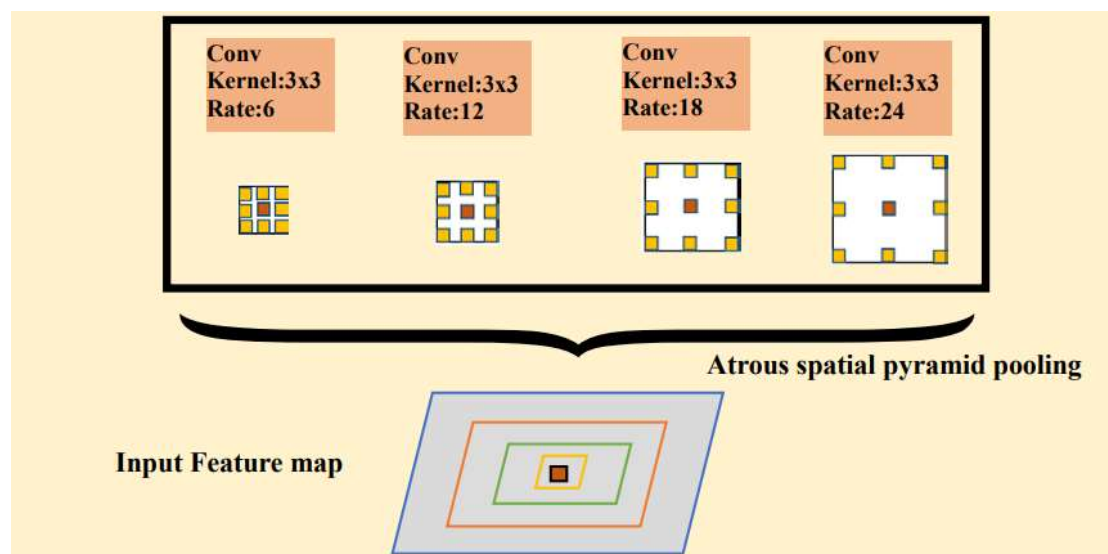 Conv
Kernel:3x3
Rate:6
Conv
Kernel:3x3
Rate:12
Conv
Kernel:3x3
Rate:18
Conv
Kernel:3x3
Rate:24
Atrous spatial pyramid pooling
Input Feature map